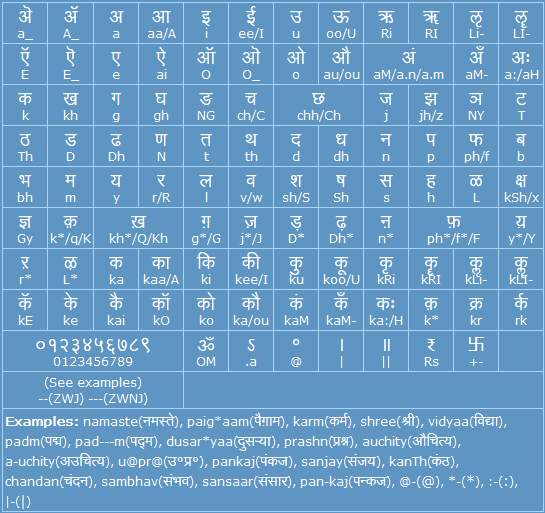 ऄ ॲ अ आ इ ई उ ऊ ऋ ॠ ऌ ॡ
a_ A_ a aa/A i ee/I u oo/U Ri RI Li- LI-
ऍ ऎ ए ऐ ऑ ऒ ओ औ अं अँ अः
E E_ e ai O O_ o au/ou aM/a.n/a.m aM- a:/aH
क ख ग घ ङ च छ ज झ ञ ट
k kh g gh NG ch/C chh/Ch j jh/z NY T
ठ ड ढ ण त थ द ध न प फ ब
Th D Dh N t th d dh n p ph/f b
भ म य र ल व श ष स ह ळ क्ष
bh m y r/R l v/w sh/S Sh s h L kSh/x
ज्ञ क़ ख़ ग़ ज़ ड़ ढ़ ऩ फ़ य़
Gy k*/q/K kh*/Q/Kh g*/G j*/J D* Dh* n* ph*/f*/F y*/Y
ऱ ऴ क का कि की कु कू कृ कॄ कॢ कॣ
r* L* ka kaa/A ki kee/I ku koo/U kRi kRI kLi- kLI-
कॅ के कै कॉ को कौ कं कँ कः क़ क्र र्क
kE ke kai kO ko ka/ou kaM kaM- ka:/H k* kr rk
०१२३४५६७८९ ॐ ऽ ° । ॥ ₹ 卐
0123456789 OM .a @ | || Rs +-
(See examples)
--(ZWJ) ---(ZWNJ)
Examples: namaste(नमस्ते), paig*aam(पैग़ाम), karm(कर्म), shree(श्री), vidyaa(विद्या),
padm(पद्म), pad---m(पद्‌म), dusar*yaa(दुसऱ्या), prashn(प्रश्न), auchity(औचित्य),
a-uchity(अउचित्य), u@pr@(उ°प्र°), pankaj(पंकज), sanjay(संजय), kanTh(कंठ),
chandan(चंदन), sambhav(संभव), sansaar(संसार), pan-kaj(पन्कज), @-(@), *-(*), :-(:),
|-(|)